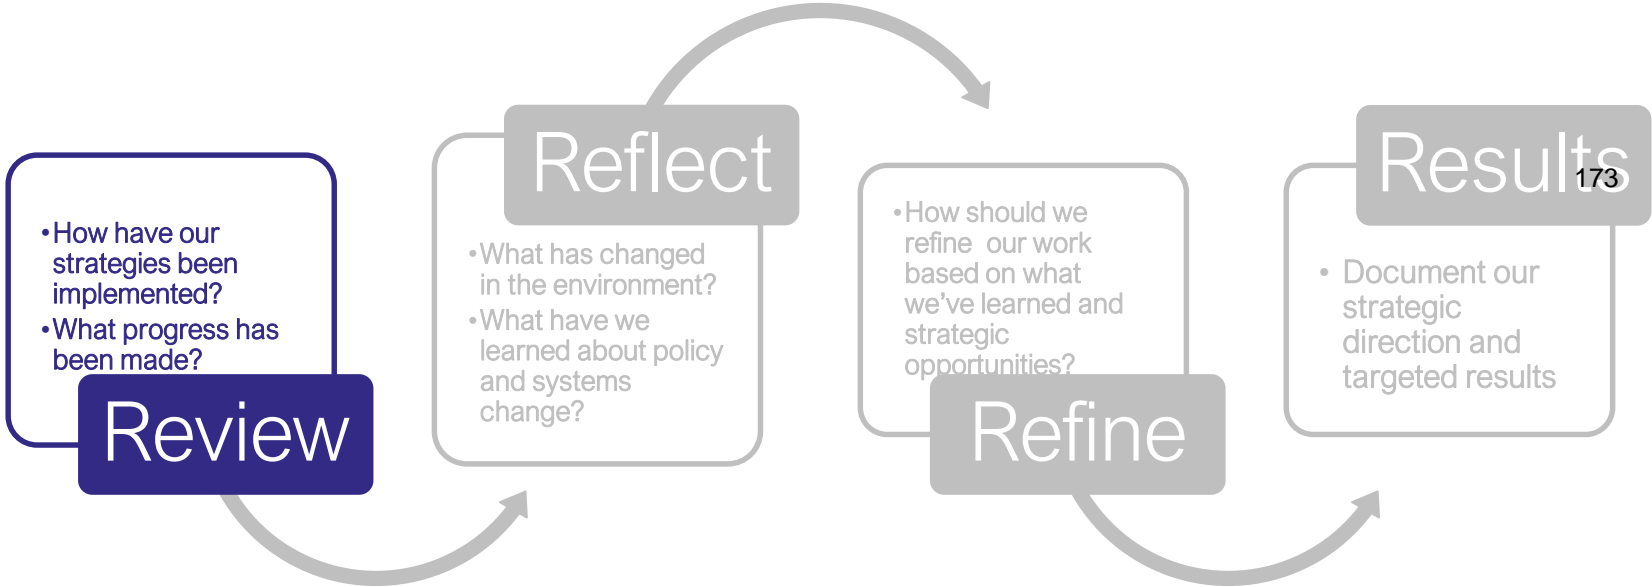 •How have our
strategies been
implemented?
•What progress has
been made?
Review
Reflect
•What has changed
in the environment?
•What have we
learned about policy
and systems
change?
•How should we
refine  our work
based on what
we’ve learned and
strategic
opportunities?
Refine
Results
173
• Document our
strategic
direction and
targeted results